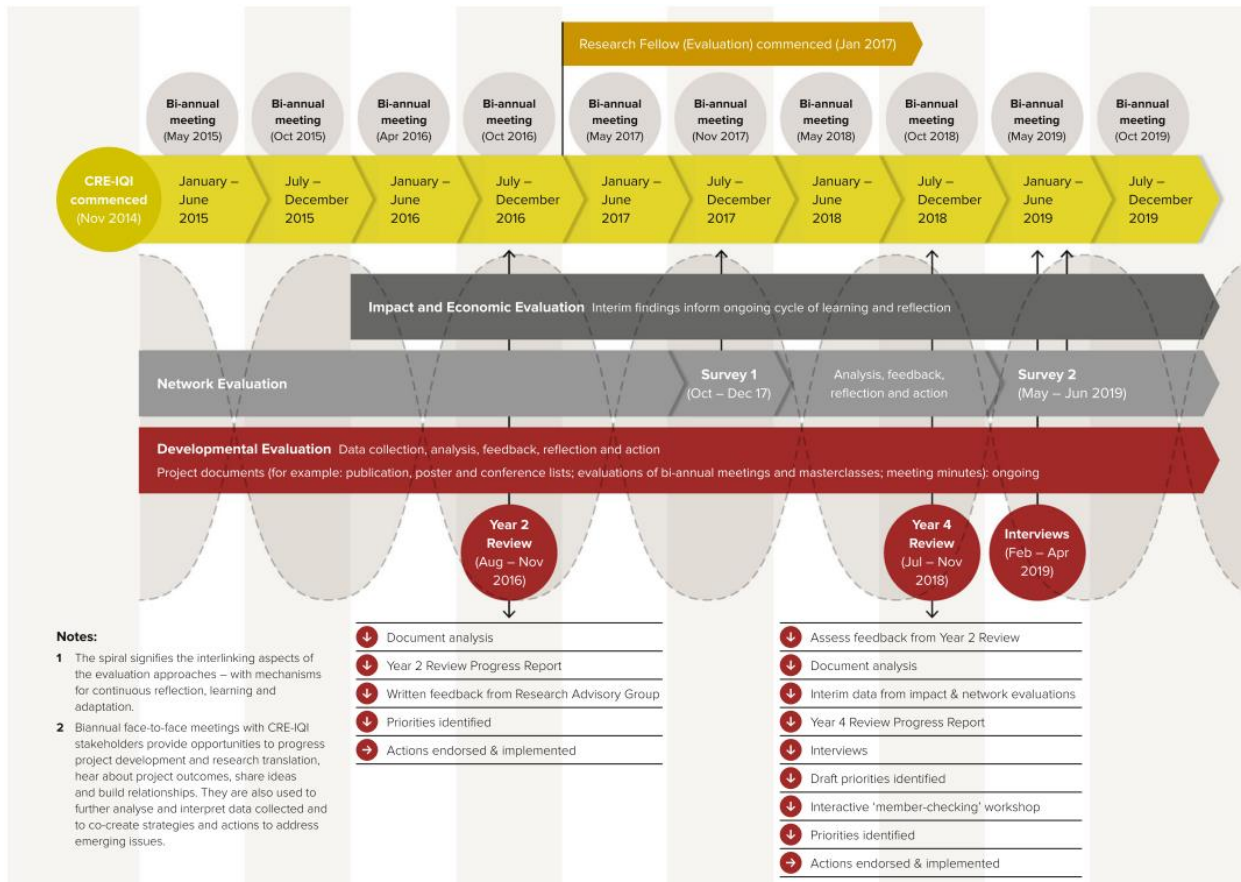 Research Fellow (Evaluation) commenced (Jan 2017)
Bi-annual
meeting
(May 2015)
Bi-annual
meeting
(Oct 2015)
Bi-annual
meeting
(Apr 2016)
Bi-annual
meeting
(Oct 2016)
Bi-annual
meeting
(May 2017)
Bi-annual
meeting
(Nov 2017)
Bi-annual
meeting
(May 2018)
Bi-annual
meeting
(Oct 2018)
Bi-annual
meeting
(May 2019)
Bi-annual
meeting
(Oct 2019)
CRE-IQI
commenced
(Nov 2014)
January –
June
2015
July –
December
2015
January –
June
2016
July –
December
2016
January –
June
2017
July –
December
2017
January –
June
2018
July –
December
2018
January –
June
2019
July –
December
2019
Impact and Economic Evaluation Interim findings inform ongoing cycle of learning and reflection
Network Evaluation
Survey 1
(Oct – Dec 17)
Analysis, feedback,
reflection and action
Survey 2
(May – Jun 2019)
Developmental Evaluation Data collection, analysis, feedback, reflection and action
Project documents (for example: publication, poster and conference lists; evaluations of bi-annual meetings and masterclasses; meeting minutes): ongoing
Year 2
Review
(Aug – Nov
2016)
Year 4
Review
(Jul – Nov
2018)
Interviews
(Feb – Apr
2019)
Notes:
1 The spiral signifies the interlinking aspects of
the evaluation approaches – with mechanisms
for continuous reflection, learning and
adaptation.
2 Biannual face-to-face meetings with CRE-IQI
stakeholders provide opportunities to progress
project development and research translation,
hear about project outcomes, share ideas
and build relationships. They are also used to
further analyse and interpret data collected and
to co-create strategies and actions to address
emerging issues.
Document analysis
Year 2 Review Progress Report
Written feedback from Research Advisory Group
Priorities identified
Actions endorsed & implemented
Assess feedback from Year 2 Review
Document analysis
Interim data from impact & network evaluations
Year 4 Review Progress Report
Interviews
Draft priorities identified
Interactive ‘member-checking’ workshop
Priorities identified
Actions endorsed & implemented